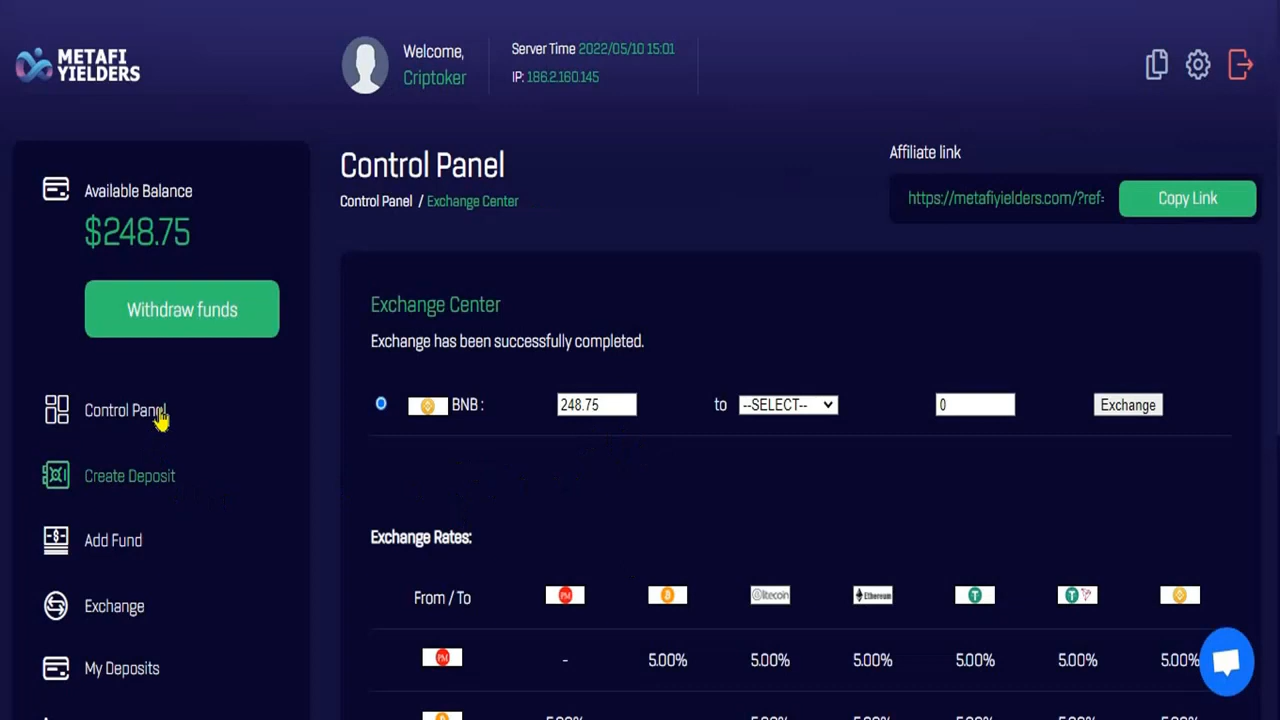 METAFI
YIELDERS
Welcome,
Criptoker
Server Time 2022/05/10 15:01
IP: 186.2.160.145
Available Balance
$248.75
Withdraw funds
Control Panel
Create Deposit
Add Fund
Exchange
My Deposits
Control Panel
Control Panel / Exchange Center
Affiliate link
https://metafiyielders.com/?ref=
Copy Link
Exchange Center
Exchange has been successfully completed.
BNB : 248.75 to --SELECT-- 0 Exchange
Exchange Rates:
From / To PM litecoin Ethereum
PM - 5.00% 5.00% 5.00% 5.00% 5.00% 5.00%